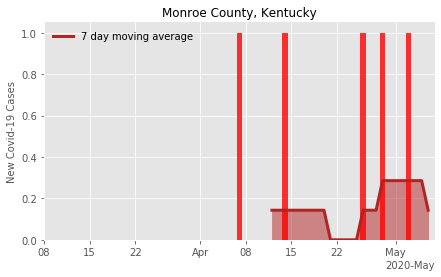 Monroe County, Kentucky
7 day moving average
New Covid-19 Cases
1.0
0.8
0.6
0.4
0.2
0.0
08 15 22 Apr 08 15 22 May
2020-May